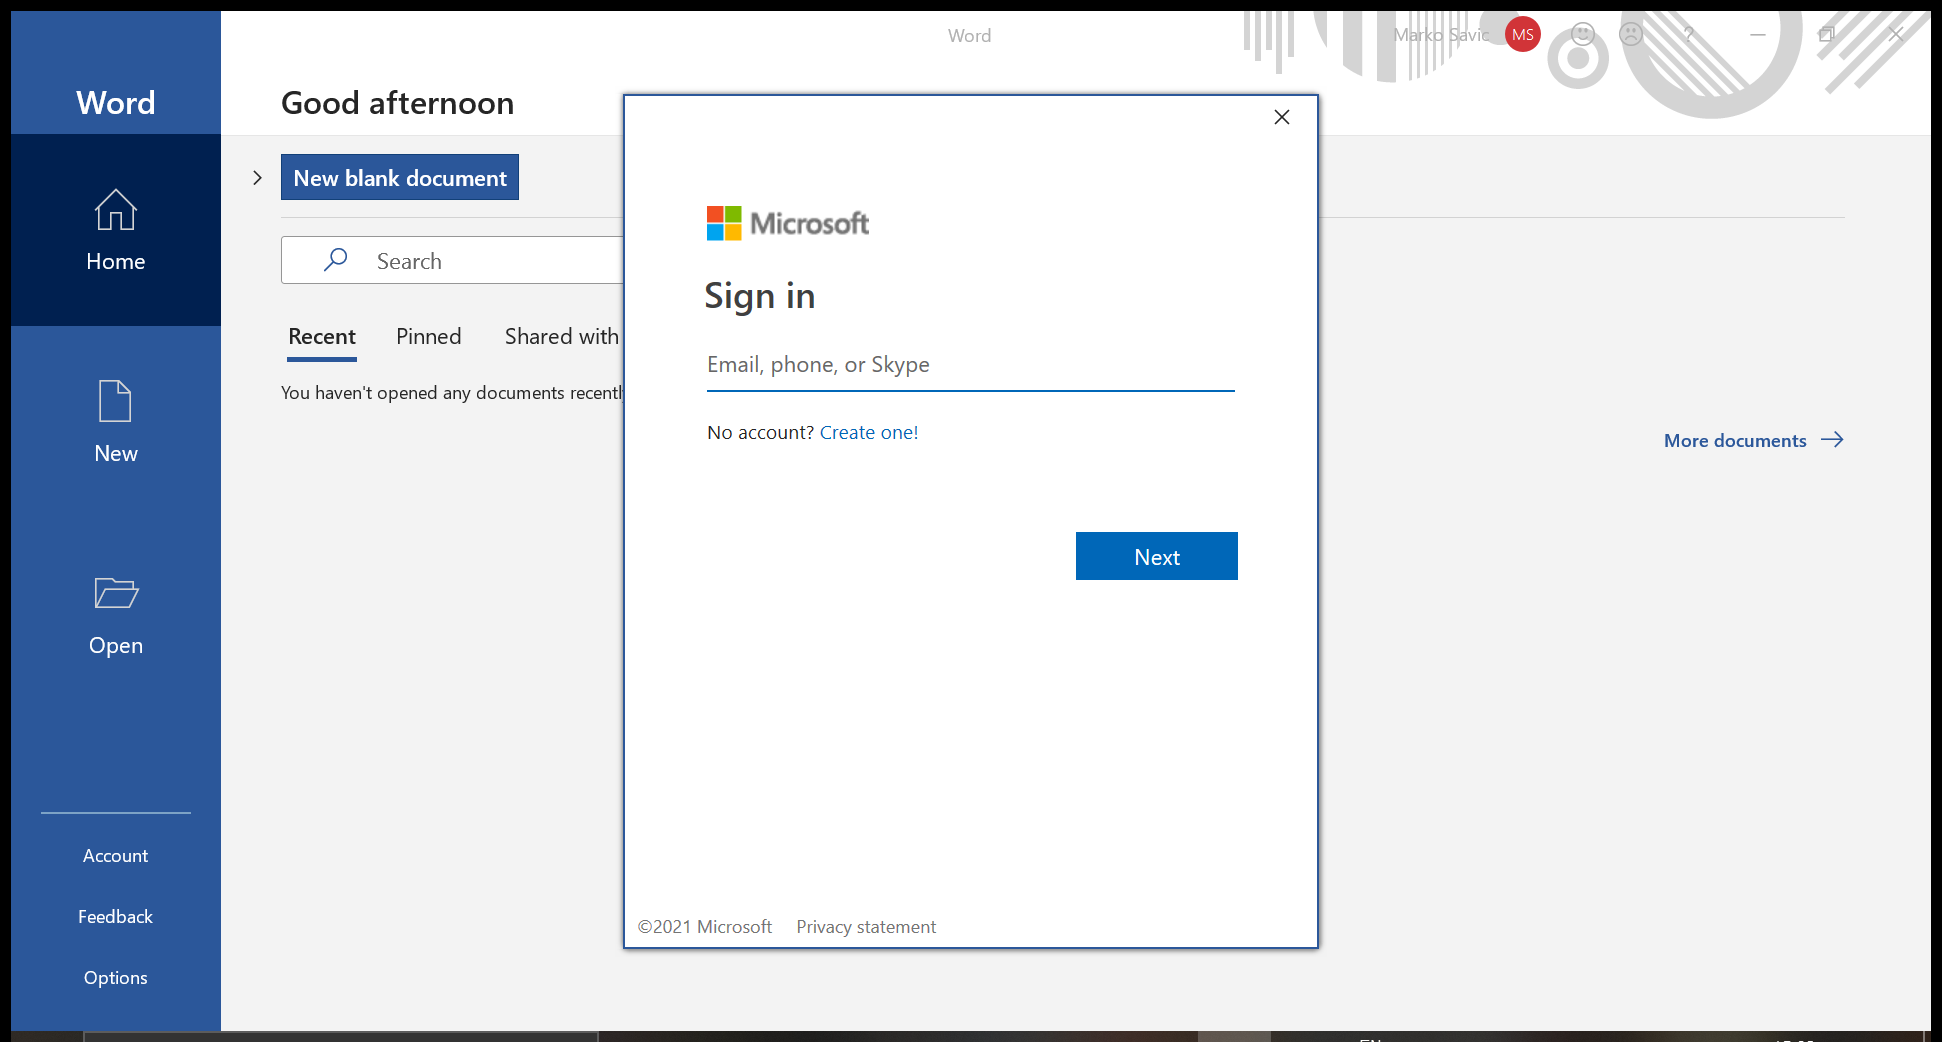 Word
Marko Savic
MS
?
Word
Good afternoon
New blank document
Home
Search
Recent
Pinned
Shared with
You haven't opened any documents recently
More documents
New
Open
Account
Feedback
Options
Microsoft
Sign in
Email, phone, or Skype
No account? Create one!
Next
©2021 Microsoft
Privacy statement